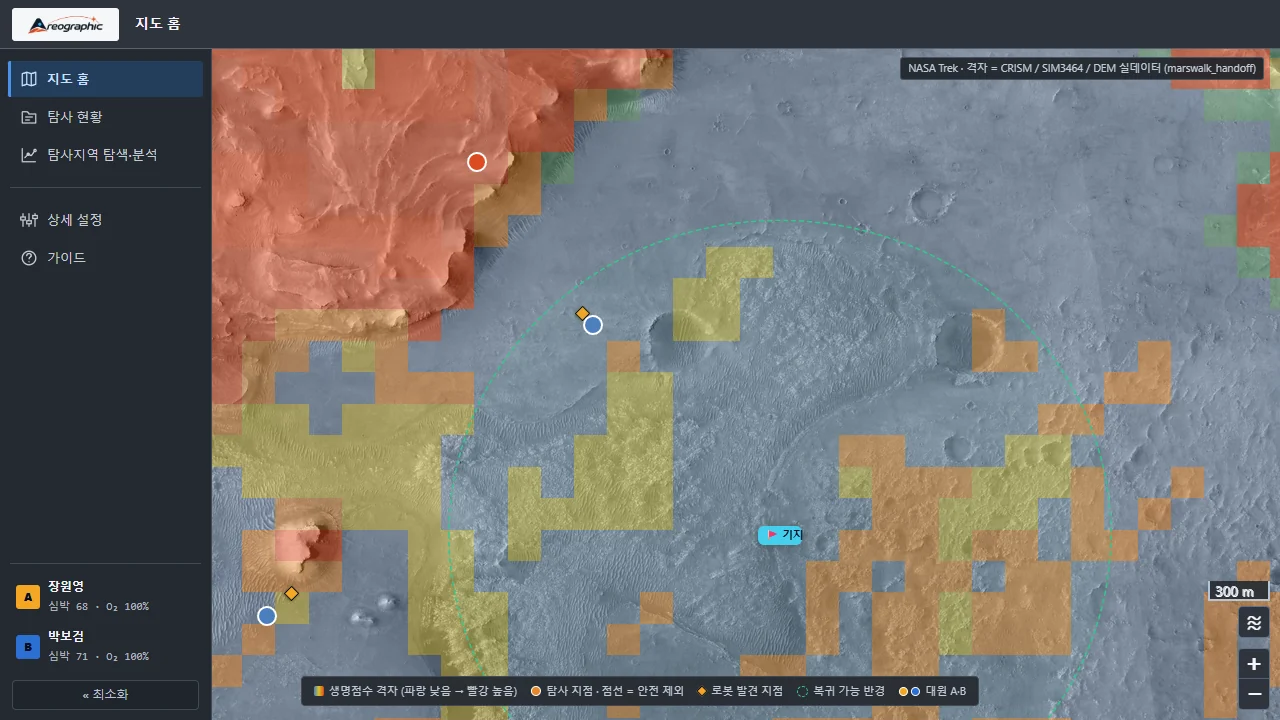 Areographic
지도 홈
NASA Trek · 격자 = CRISM / SIM3464 / DEM 실데이터 (marswalk_handoff)
지도 홈
탐사 현황
탐사지역 탐색·분석
상세 설정
가이드
기지
A
장원영
심박 68 · O₂ 100%
B
박보검
심박 71 · O₂ 100%
« 최소화
300 m
≈
+
−
생명점수 격자 (파랑 낮음 → 빨강 높음)
탐사 지점 · 점선 = 안전 제외
로봇 발견 지점
복귀 가능 반경
대원 A·B